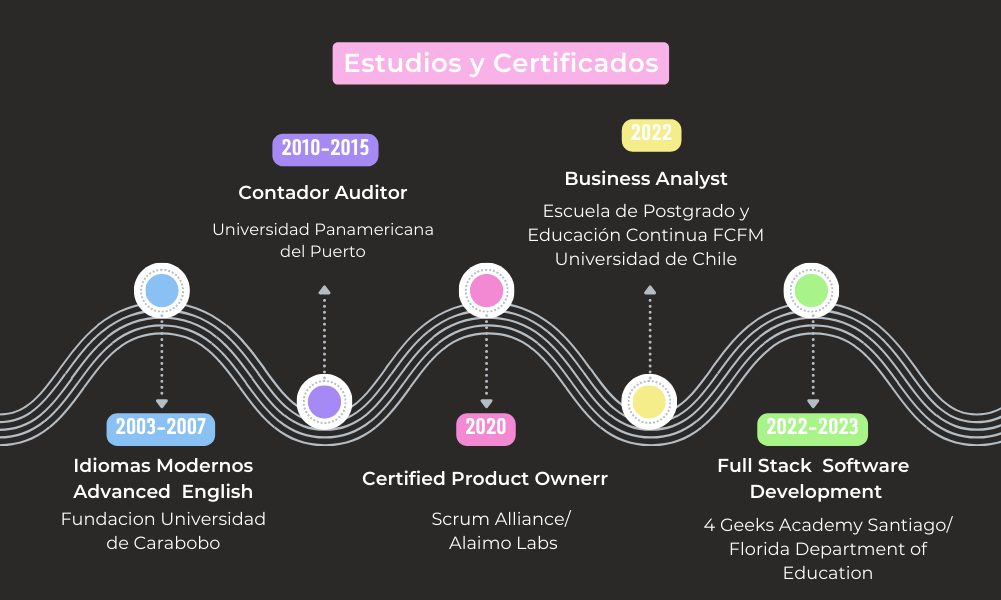 Estudios y Certificados
2003-2007
Idiomas Modernos
Advanced English
Fundacion Universidad
de Carabobo
2010-2015
Contador Auditor
Universidad Panamericana
del Puerto
2020
Certified Product Ownerr
Scrum Alliance/
Alaimo Labs
2022
Business Analyst
Escuela de Postgrado y
Educación Continua FCFM
Universidad de Chile
2022-2023
Full Stack Software
Development
4 Geeks Academy Santiago/
Florida Department of
Education